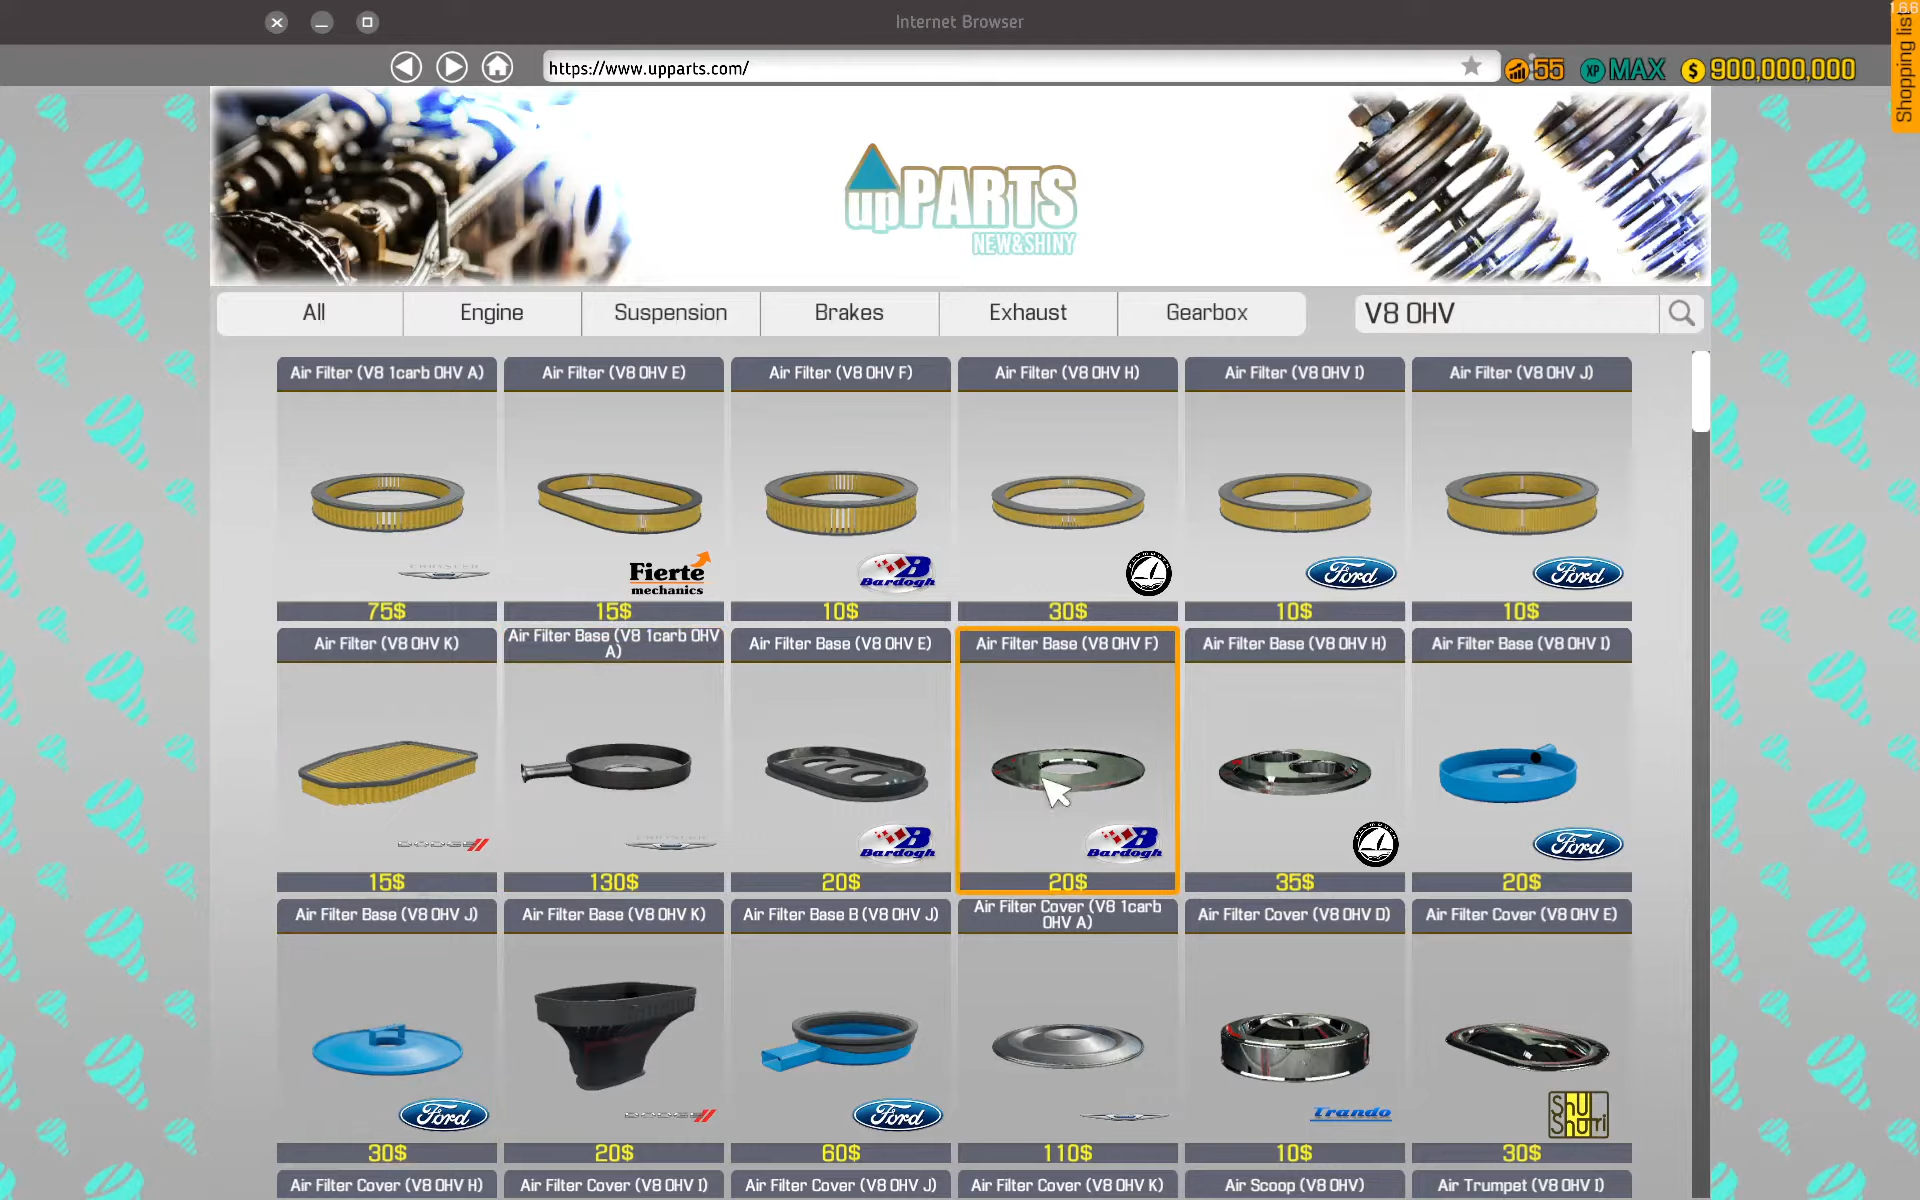 Internet Browser
166
https://www.upparts.com/
55
XP MAX
$ 900,000,000
Shopping list
upPARTS
NEW&SHINY
All Engine Suspension Brakes Exhaust Gearbox V8 OHV
Air Filter (V8 1carb OHV A)
CHRYSLER
75$
Air Filter (V8 OHV E)
Fierte
mechanics
15$
Air Filter (V8 OHV F)
Bardogh
10$
Air Filter (V8 OHV H)
30$
Air Filter (V8 OHV I)
Ford
10$
Air Filter (V8 OHV J)
Ford
10$
Air Filter (V8 OHV K)
DODGE
15$
Air Filter Base (V8 1carb OHV
A)
CHRYSLER
130$
Air Filter Base (V8 OHV E)
Bardogh
20$
Air Filter Base (V8 OHV F)
Bardogh
20$
Air Filter Base (V8 OHV H)
35$
Air Filter Base (V8 OHV I)
Ford
20$
Air Filter Base (V8 OHV J)
Ford
30$
Air Filter Base (V8 OHV K)
DODGE
20$
Air Filter Base B (V8 OHV J)
Ford
60$
Air Filter Cover (V8 1carb
OHV A)
110$
Air Filter Cover (V8 OHV D)
Trando
10$
Air Filter Cover (V8 OHV E)
Shu
Shutri
30$
Air Filter Cover (V8 OHV H)
Air Filter Cover (V8 OHV I)
Air Filter Cover (V8 OHV J)
Air Filter Cover (V8 OHV K)
Air Scoop (V8 OHV)
Air Trumpet (V8 OHV I)